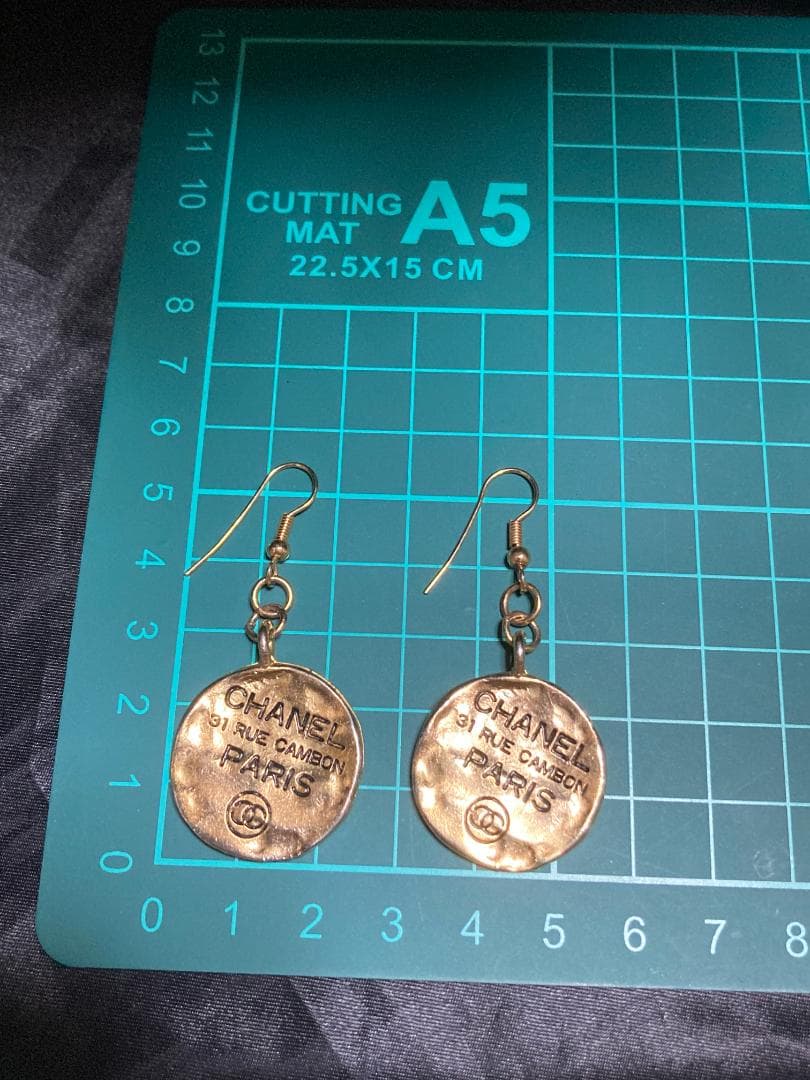 13
12
11
10
9
8
7
6
5
4
3
2
1
0
CUTTING
MAT
A5
22.5X15 CM
CHANEL
31 RUE CAMBON
PARIS
CHANEL
31 RUE CAMBON
PARIS
0 1 2 3 4 5 6 7 8